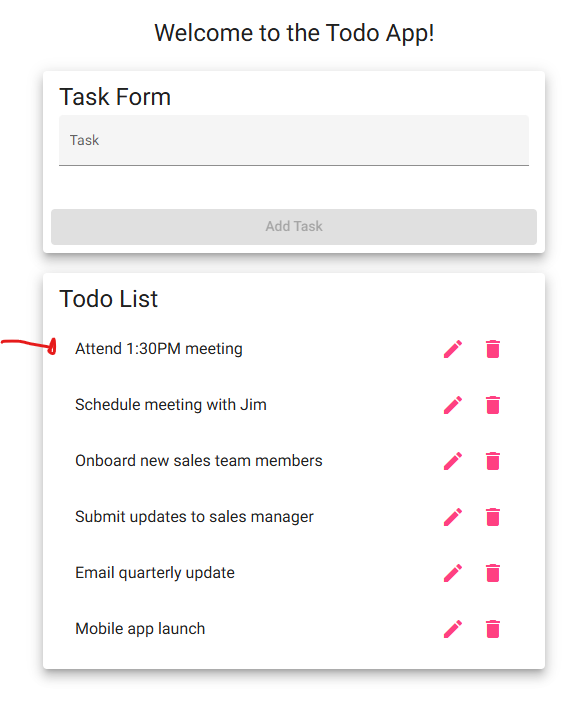 Welcome to the Todo App!
Task Form
Task
Add Task
Todo List
Attend 1:30PM meeting
Schedule meeting with Jim
Onboard new sales team members
Submit updates to sales manager
Email quarterly update
Mobile app launch